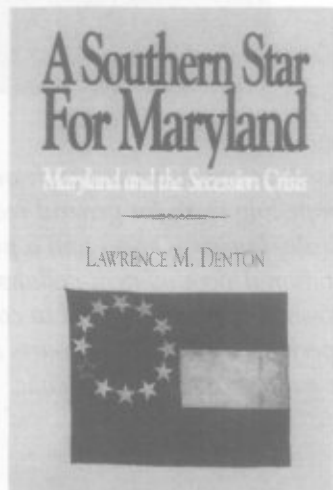 A Southern Star
For Maryland
Maryland and the Secession Crisis
LAWRENCE M. DENTON